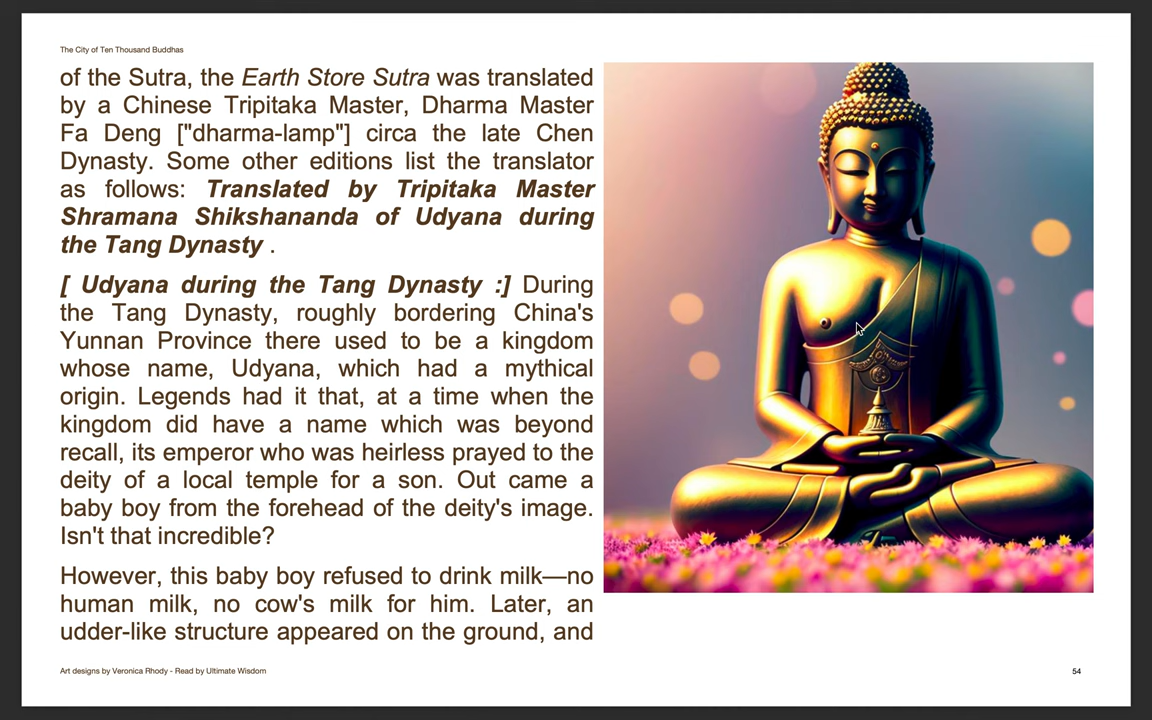 The City of Ten Thousand Buddhas
of the Sutra, the Earth Store Sutra was translated
by a Chinese Tripitaka Master, Dharma Master
Fa Deng ["dharma-lamp"] circa the late Chen
Dynasty. Some other editions list the translator
as follows: Translated by Tripitaka Master
Shramana Shikshananda of Udyana during
the Tang Dynasty .
[ Udyana during the Tang Dynasty :] During
the Tang Dynasty, roughly bordering China's
Yunnan Province there used to be a kingdom
whose name, Udyana, which had a mythical
origin. Legends had it that, at a time when the
kingdom did have a name which was beyond
recall, its emperor who was heirless prayed to the
deity of a local temple for a son. Out came a
baby boy from the forehead of the deity's image.
Isn't that incredible?
However, this baby boy refused to drink milk—no
human milk, no cow's milk for him. Later, an
udder-like structure appeared on the ground, and
Art designs by Veronica Rhody - Read by Ultimate Wisdom
54